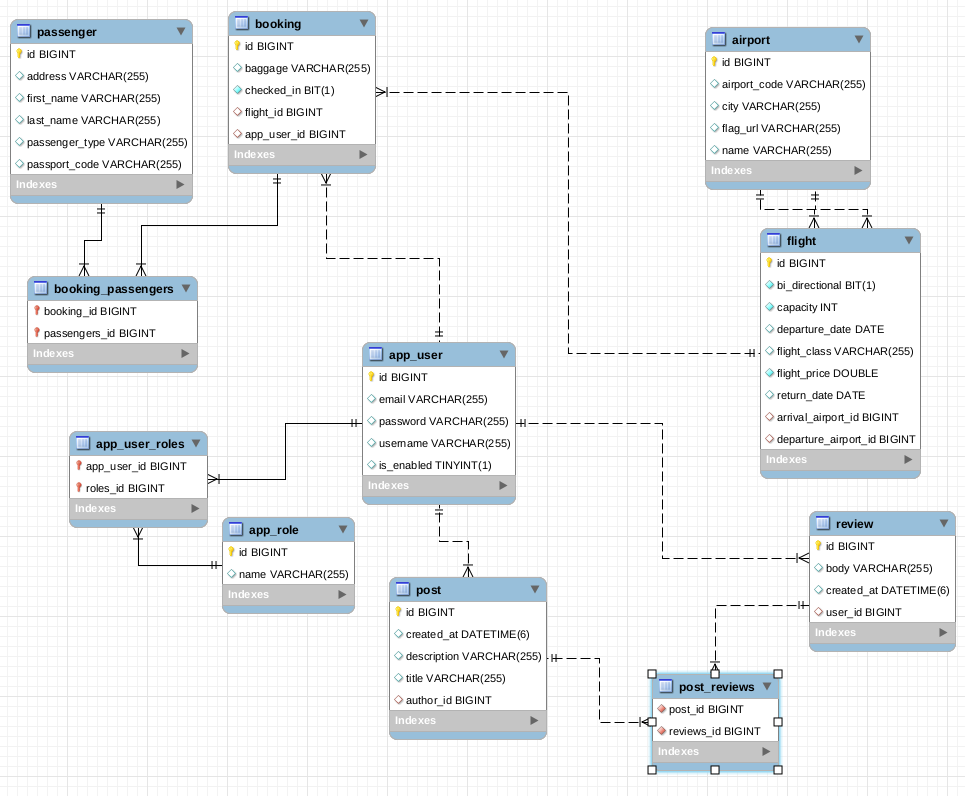 passenger
id BIGINT
address VARCHAR(255)
first_name VARCHAR(255)
last_name VARCHAR(255)
passenger_type VARCHAR(255)
passport_code VARCHAR(255)
Indexes
booking
id BIGINT
baggage VARCHAR(255)
checked_in BIT(1)
flight_id BIGINT
app_user_id BIGINT
Indexes
airport
id BIGINT
airport_code VARCHAR(255)
city VARCHAR(255)
flag_url VARCHAR(255)
name VARCHAR(255)
Indexes
flight
id BIGINT
bi_directional BIT(1)
capacity INT
departure_date DATE
flight_class VARCHAR(255)
flight_price DOUBLE
return_date DATE
arrival_airport_id BIGINT
departure_airport_id BIGINT
Indexes
booking_passengers
booking_id BIGINT
passengers_id BIGINT
Indexes
app_user
id BIGINT
email VARCHAR(255)
password VARCHAR(255)
username VARCHAR(255)
is_enabled TINYINT(1)
Indexes
app_user_roles
app_user_id BIGINT
roles_id BIGINT
Indexes
app_role
id BIGINT
name VARCHAR(255)
Indexes
post
id BIGINT
created_at DATETIME(6)
description VARCHAR(255)
title VARCHAR(255)
author_id BIGINT
Indexes
review
id BIGINT
body VARCHAR(255)
created_at DATETIME(6)
user_id BIGINT
Indexes
post_reviews
post_id BIGINT
reviews_id BIGINT
Indexes